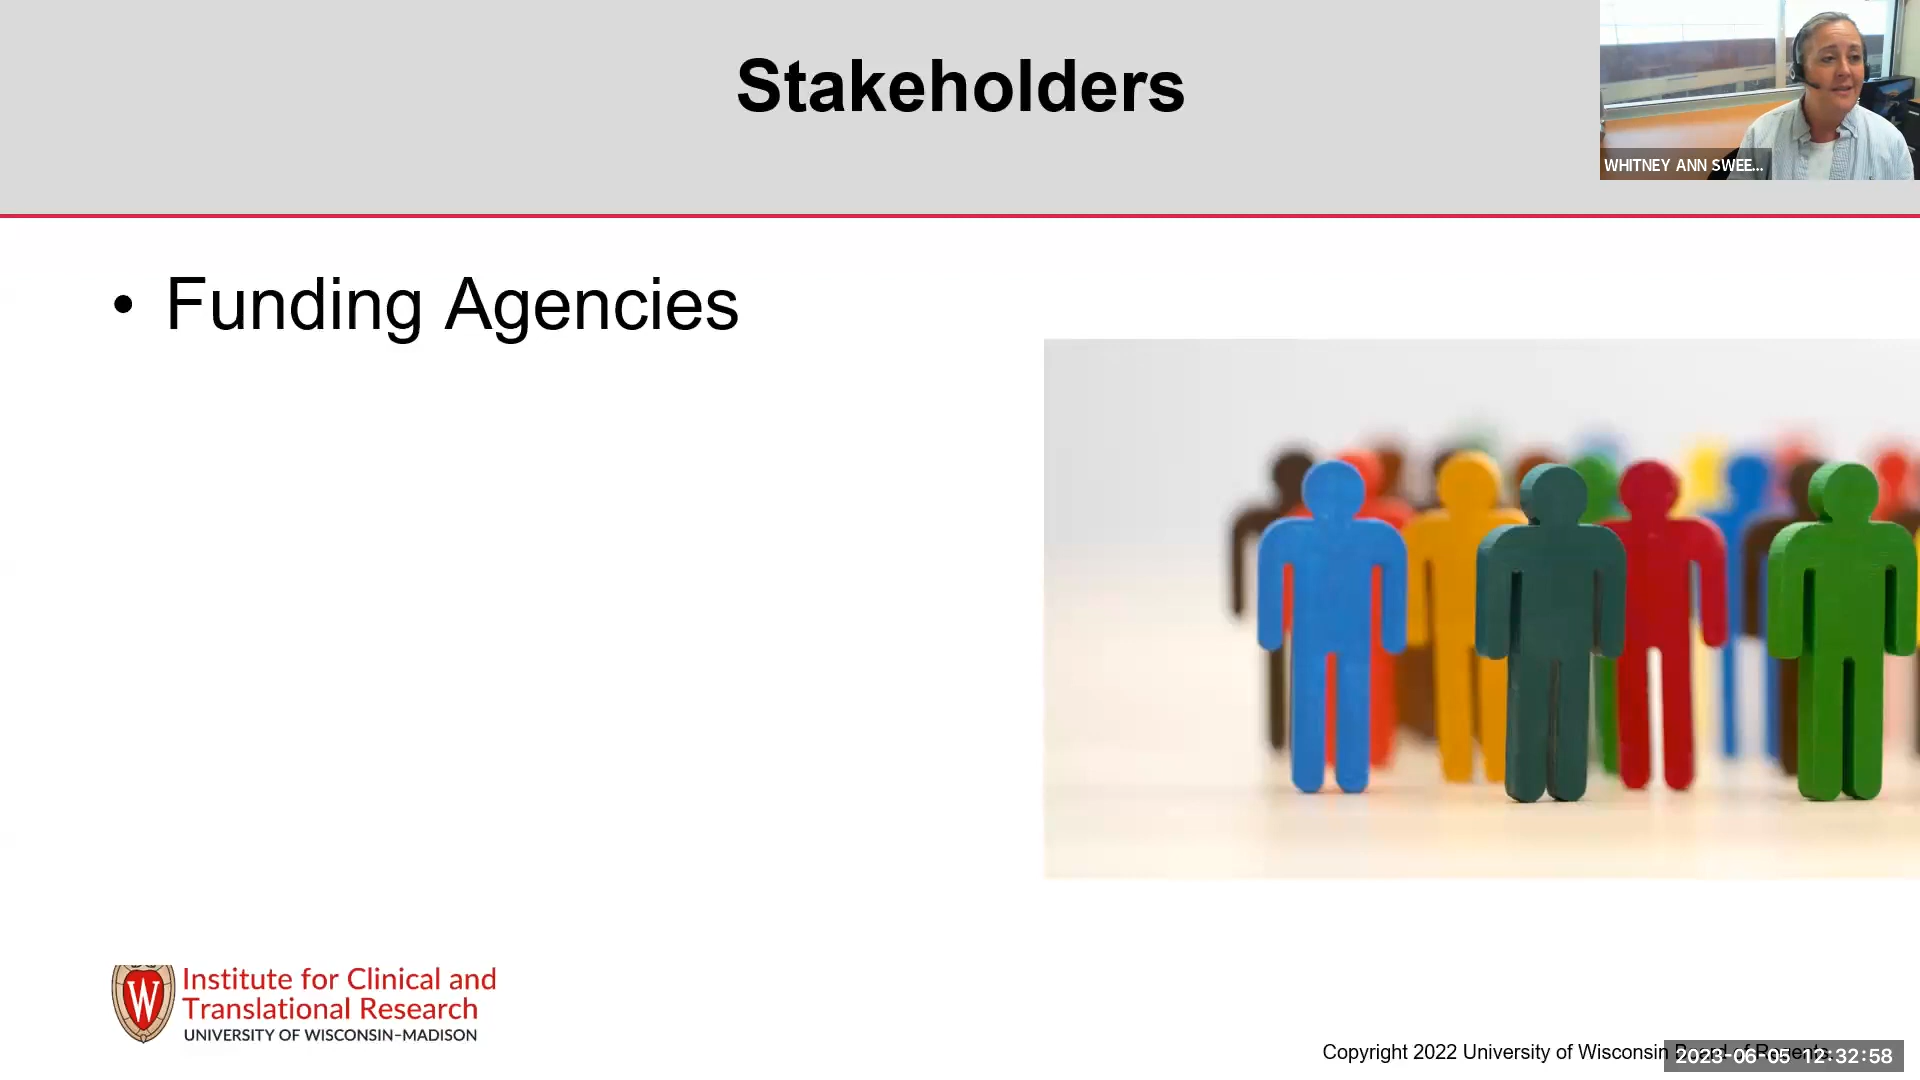 Stakeholders
WHITNEY ANN SWEE...
• Funding Agencies
W
Institute for Clinical and
Translational Research
UNIVERSITY OF WISCONSIN–MADISON
Copyright 2022 University of Wisconsin
2023-06-05 12:32:58